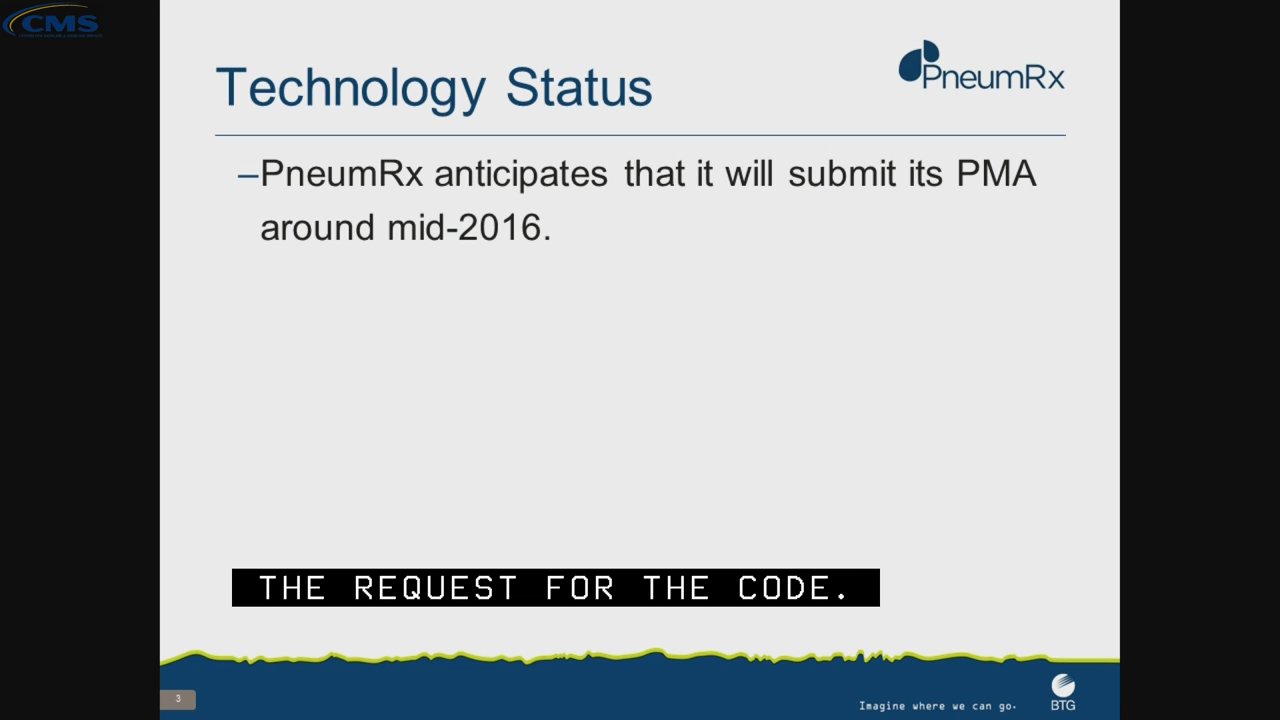 CMS
PneumRx
Technology Status
–PneumRx anticipates that it will submit its PMA
around mid-2016.
THE REQUEST FOR THE CODE.
3
Imagine where we can go.
BTG